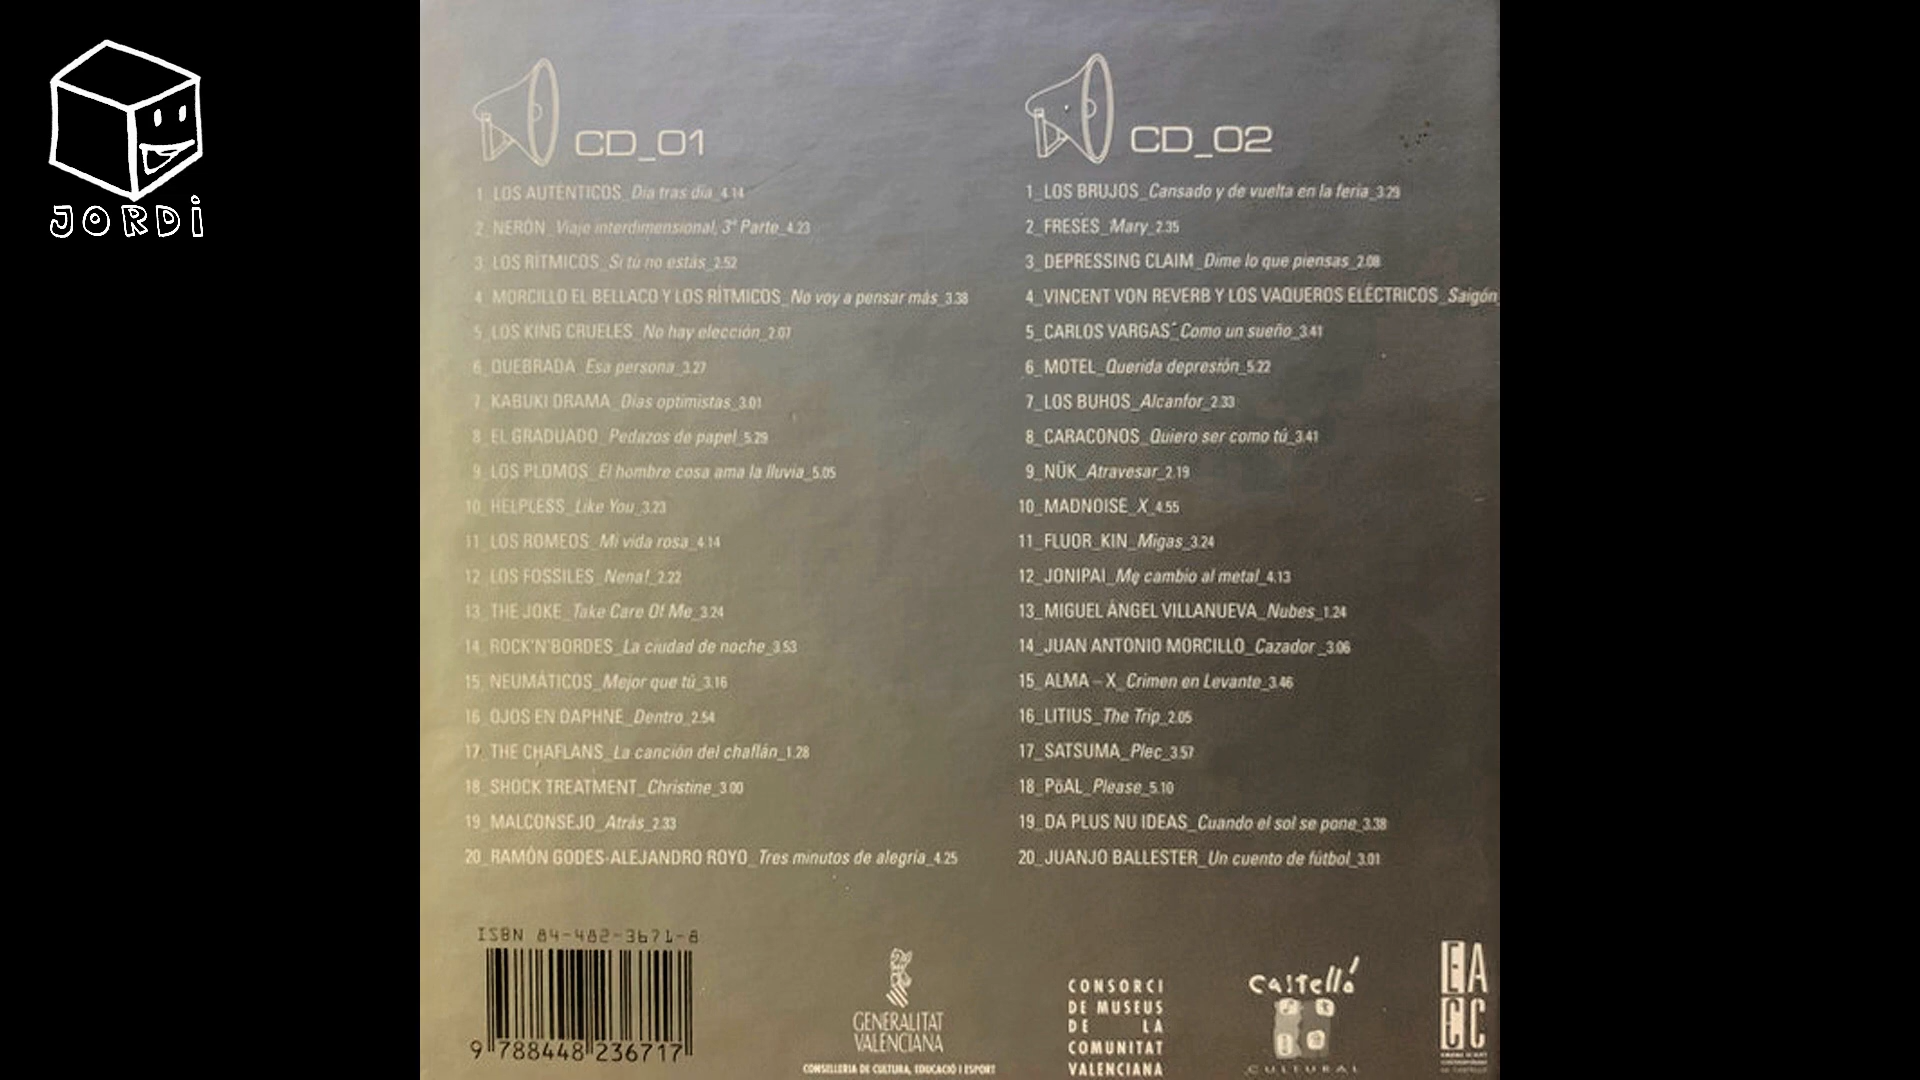 JORDi
CD_01
1_LOS AUTÉNTICOS_Día tras día_4.14
2_NERÓN_Viaje interdimensional, 3ª Parte_4.23
3_LOS RÍTMICOS_Si tú no estás_2.52
4_MORCILLO EL BELLACO Y LOS RÍTMICOS_No voy a pensar más_3.38
5_LOS KING CRUELES_No hay elección_2.07
6_QUEBRADA_Esa persona_3.27
7_KABUKI DRAMA_Días optimistas_3.01
8_EL GRADUADO_Pedazos de papel_5.29
9_LOS PLOMOS_El hombre cosa ama la lluvia_5.05
10_HELPLESS_Like You_3.23
11_LOS ROMEOS_Mi vida rosa_4.14
12_LOS FOSSILES_Nena!_2.22
13_THE JOKE_Take Care Of Me_3.24
14_ROCK'N'BORDES_La ciudad de noche_3.53
15_NEUMÁTICOS_Mejor que tú_3.16
16_OJOS EN DAPHNE_Dentro_2.54
17_THE CHAFLANS_La canción del chaflán_1.28
18_SHOCK TREATMENT_Christine_3.00
19_MALCONSEJO_Atrás_2.33
20_RAMÓN GODES-ALEJANDRO ROYO_Tres minutos de alegría_4.25
CD_02
1_LOS BRUJOS_Cansado y de vuelta en la feria_3.29
2_FRESES_Mary_2.35
3_DEPRESSING CLAIM_Dime lo que piensas_2.08
4_VINCENT VON REVERB Y LOS VAQUEROS ELÉCTRICOS_Saigón_
5_CARLOS VARGAS_Como un sueño_3.41
6_MOTEL_Querida depresión_5.22
7_LOS BUHOS_Alcanfor_2.33
8_CARACONOS_Quiero ser como tú_3.41
9_NÜK_Atravesar_2.19
10_MADNOISE_X_4.55
11_FLUOR_KIN_Migas_3.24
12_JONIPAI_Me cambio al metal_4.13
13_MIGUEL ÁNGEL VILLANUEVA_Nubes_1.24
14_JUAN ANTONIO MORCILLO_Cazador_3.06
15_ALMA – X_Crimen en Levante_3.46
16_LITIUS_The Trip_2.05
17_SATSUMA_Plec_3.57
18_PöAL_Please_5.10
19_DA PLUS NU IDEAS_Cuando el sol se pone_3.38
20_JUANJO BALLESTER_Un cuento de fútbol_3.01
ISBN 84-482-3671-8
9 788448 236717
GENERALITAT
VALENCIANA
CONSELLERIA DE CULTURA, EDUCACIÓ I ESPORT
CONSORCI
DE MUSEUS
DE LA
COMUNITAT
VALENCIANA
Castelló
CULTURAL
EA
CC